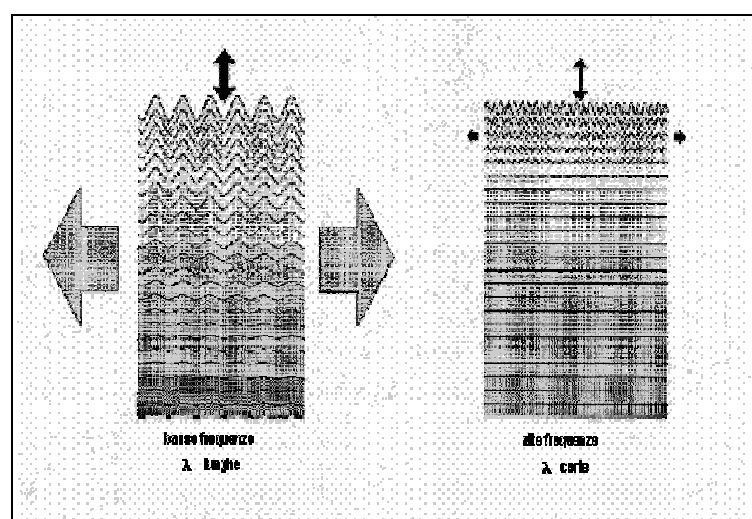 basse frequenze
λ lunghe
alte frequenze
λ corte